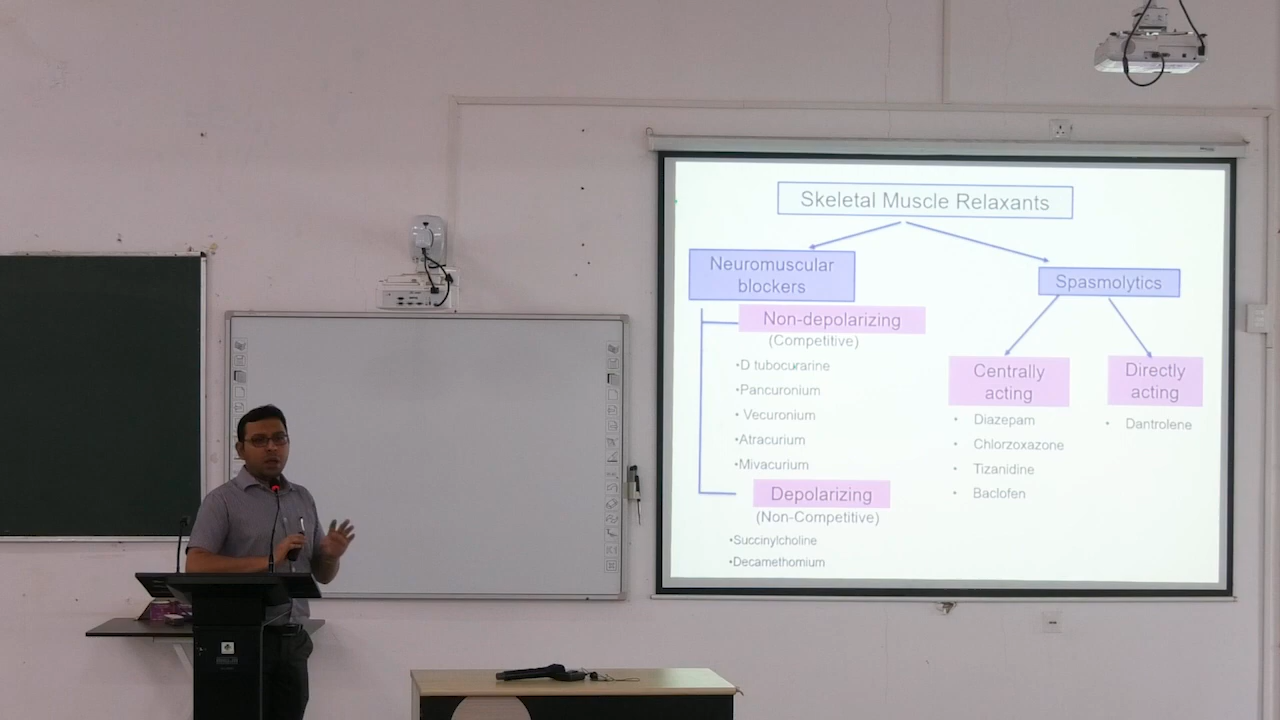 Skeletal Muscle Relaxants
Neuromuscular
blockers
Non-depolarizing
(Competitive)
•D tubocurarine
•Pancuronium
• Vecuronium
•Atracurium
•Mivacurium
Depolarizing
(Non-Competitive)
•Succinylcholine
•Decamethomium
Spasmolytics
Centrally
acting
• Diazepam
• Chlorzoxazone
• Tizanidine
• Baclofen
Directly
acting
• Dantrolene